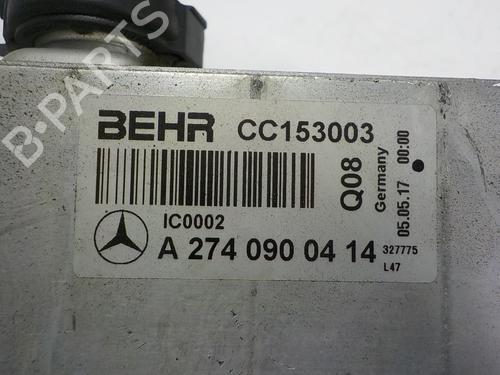 B-PARTS
BEHR CC153003
IC0002
A 274 090 04 14
Q08
Germany
05.05.17 00:00
327775
L47